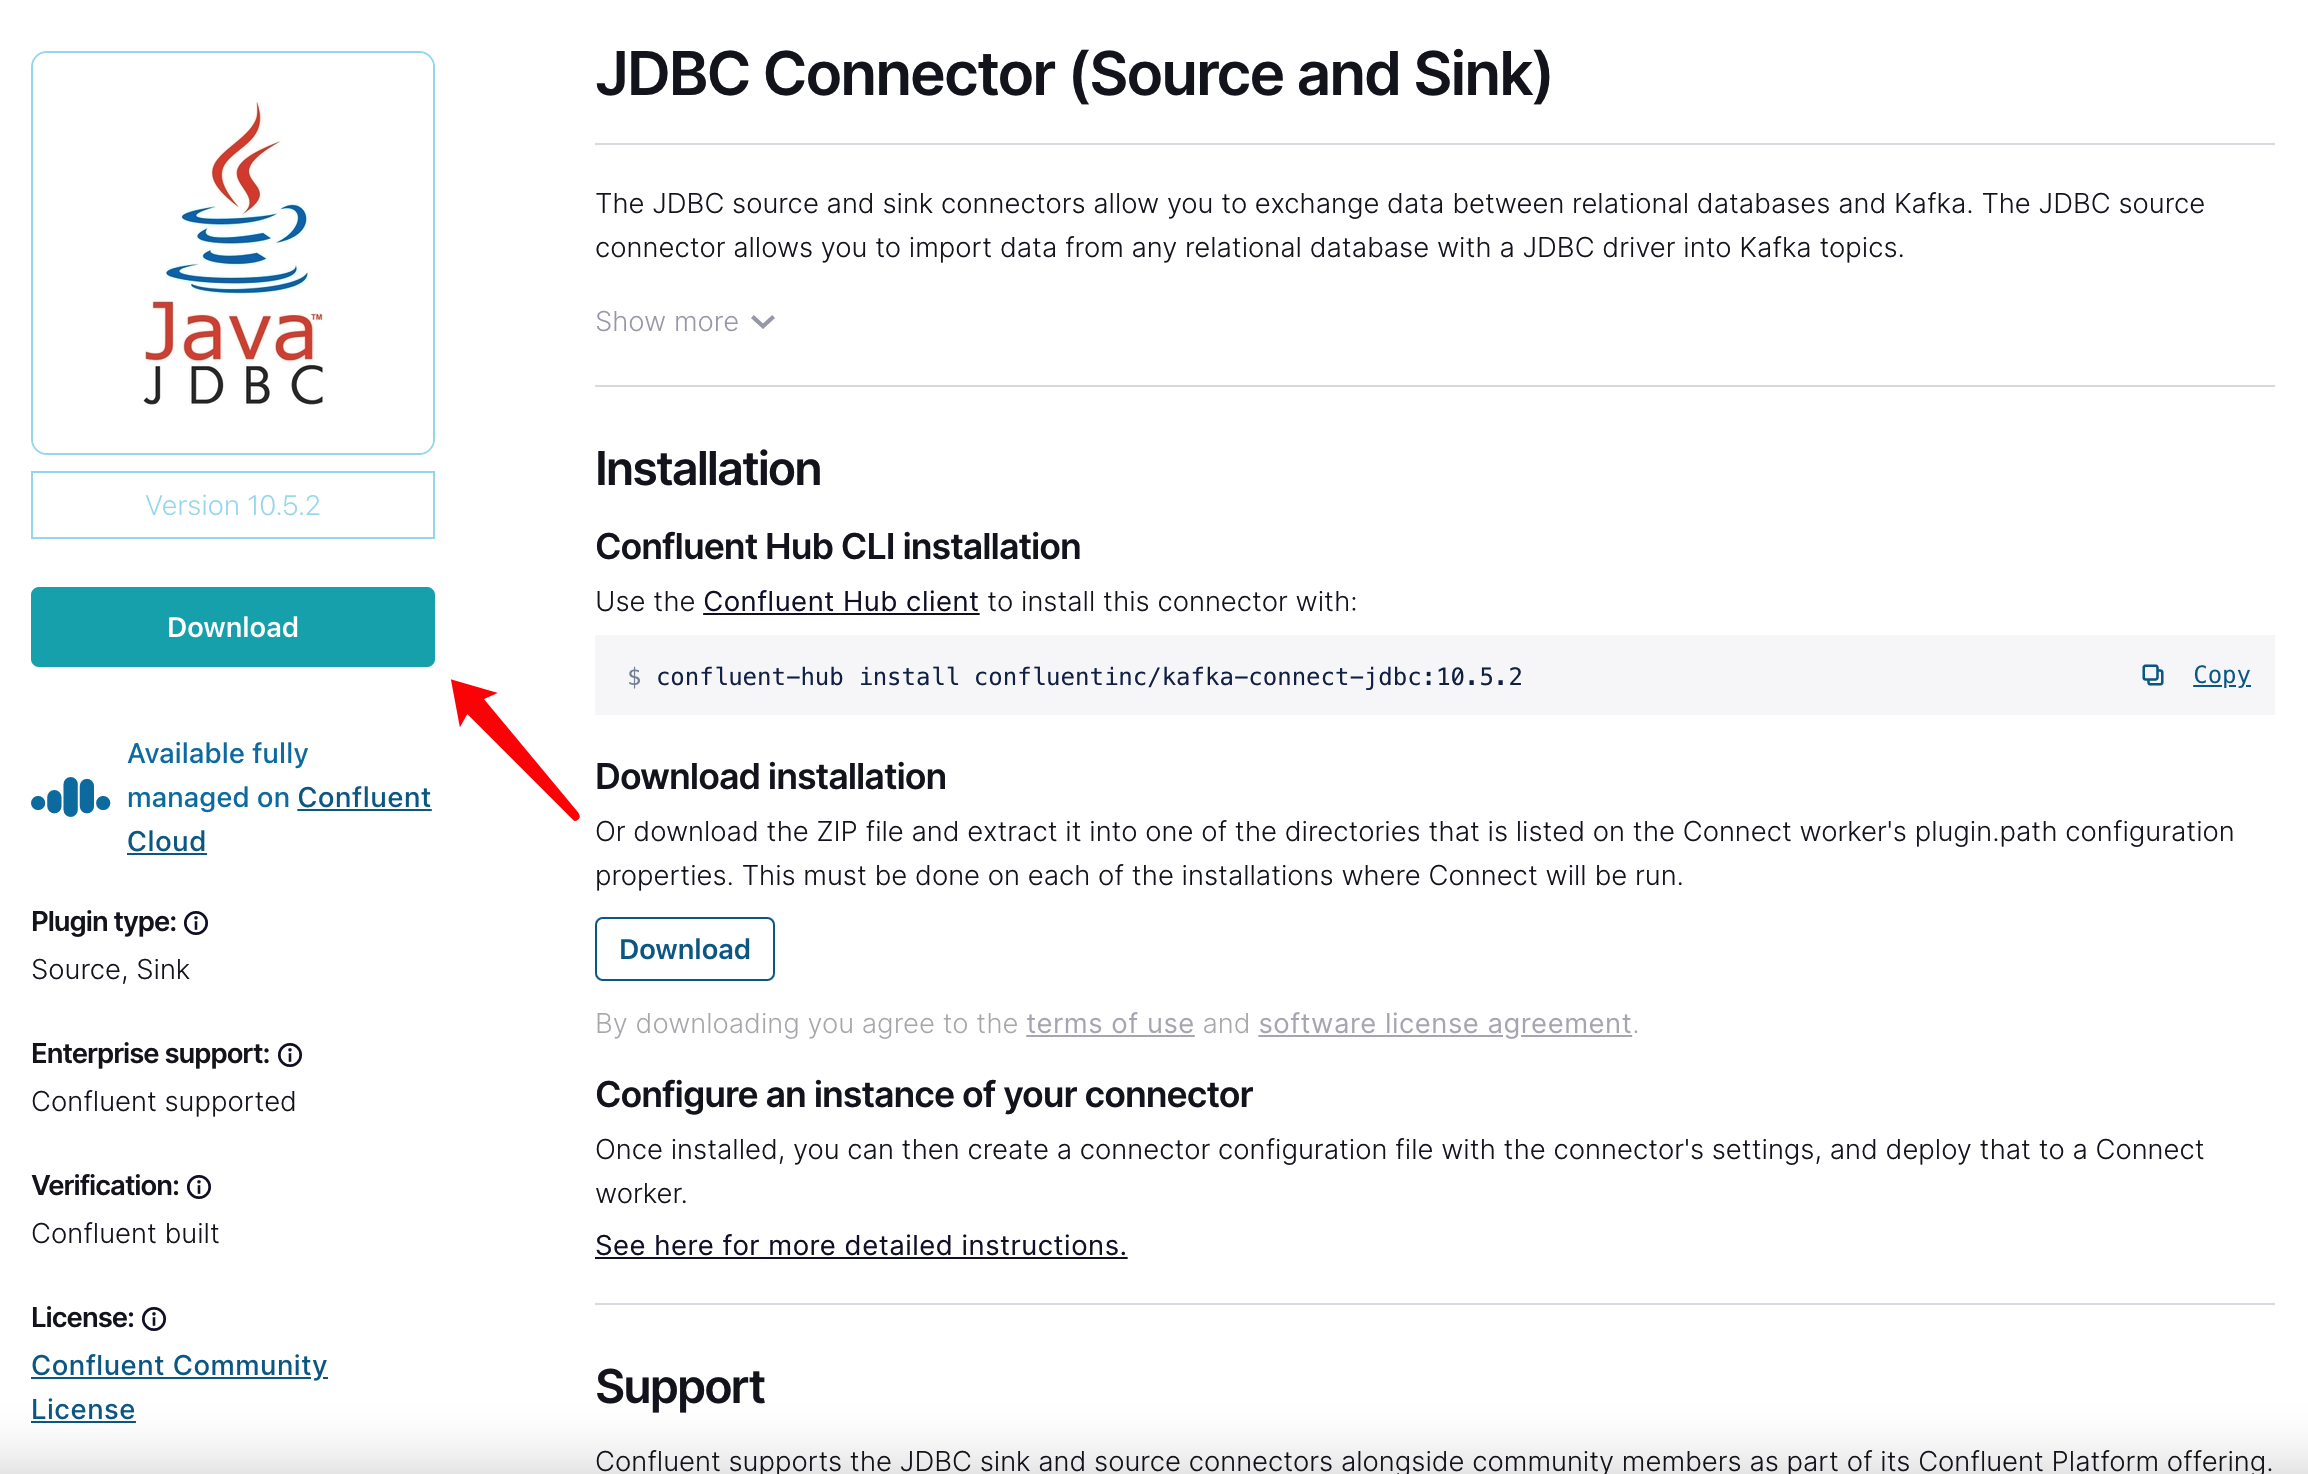 Java™
JDBC
Version 10.5.2
Download
Available fully
managed on Confluent
Cloud
Plugin type:
Source, Sink
Enterprise support:
Confluent supported
Verification:
Confluent built
License:
Confluent Community
License
JDBC Connector (Source and Sink)
The JDBC source and sink connectors allow you to exchange data between relational databases and Kafka. The JDBC source
connector allows you to import data from any relational database with a JDBC driver into Kafka topics.
Show more
Installation
Confluent Hub CLI installation
Use the Confluent Hub client to install this connector with:
$ confluent-hub install confluentinc/kafka-connect-jdbc:10.5.2 Copy
Download installation
Or download the ZIP file and extract it into one of the directories that is listed on the Connect worker's plugin.path configuration
properties. This must be done on each of the installations where Connect will be run.
Download
By downloading you agree to the terms of use and software license agreement.
Configure an instance of your connector
Once installed, you can then create a connector configuration file with the connector's settings, and deploy that to a Connect
worker.
See here for more detailed instructions.
Support
Confluent supports the JDBC sink and source connectors alongside community members as part of its Confluent Platform offering.